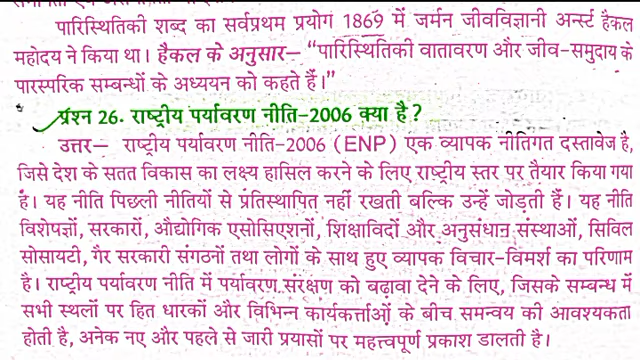 पारिस्थितिकी शब्द का सर्वप्रथम प्रयोग 1869 में जर्मन जीवविज्ञानी अर्न्स्ट हैकल
महोदय ने किया था। हैकल के अनुसार— “पारिस्थितिकी वातावरण और जीव-समुदाय के
पारस्परिक सम्बन्धों के अध्ययन को कहते हैं।”
प्रश्न 26. राष्ट्रीय पर्यावरण नीति-2006 क्या है ?
उत्तर— राष्ट्रीय पर्यावरण नीति-2006 (ENP) एक व्यापक नीतिगत दस्तावेज है,
जिसे देश के सतत विकास का लक्ष्य हासिल करने के लिए राष्ट्रीय स्तर पर तैयार किया गया
है। यह नीति पिछली नीतियों से प्रतिस्थापित नहीं रखती बल्कि उन्हें जोड़ती हैं। यह नीति
विशेषज्ञों, सरकारों, औद्योगिक एसोसिएशनों, शिक्षाविदों और अनुसंधान संस्थाओं, सिविल
सोसायटी, गैर सरकारी संगठनों तथा लोगों के साथ हुए व्यापक विचार-विमर्श का परिणाम
है। राष्ट्रीय पर्यावरण नीति में पर्यावरण संरक्षण को बढ़ावा देने के लिए, जिसके सम्बन्ध में
सभी स्थलों पर हित धारकों और विभिन्न कार्यकर्त्ताओं के बीच समन्वय की आवश्यकता
होती है, अनेक नए और पहले से जारी प्रयासों पर महत्त्वपूर्ण प्रकाश डालती है।